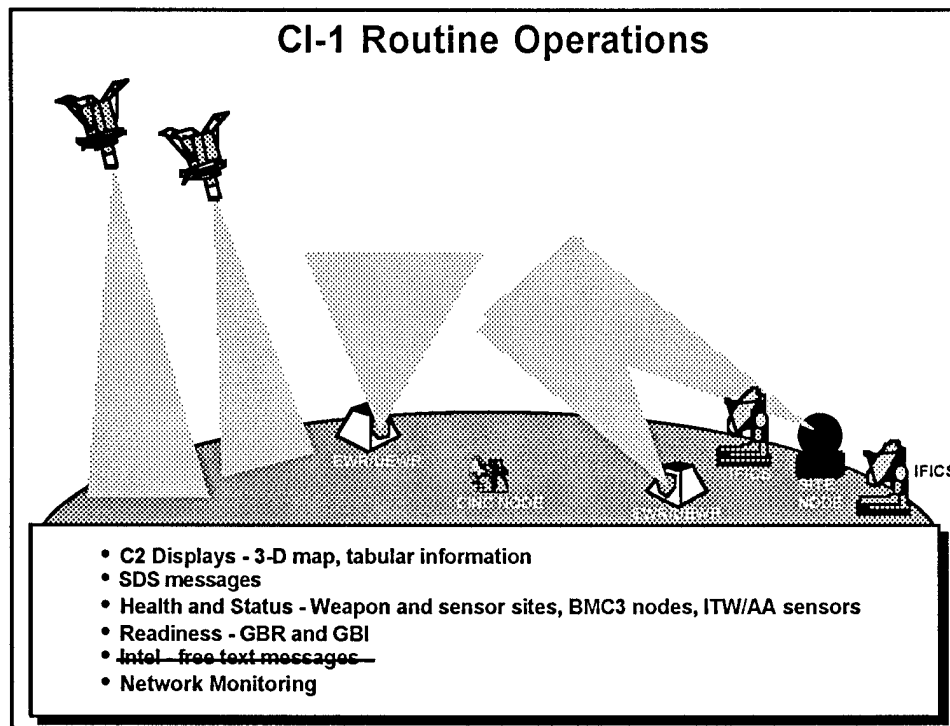 CI-1 Routine Operations
IFICS
NODE
• C2 Displays - 3-D map, tabular information
• SDS messages
• Health and Status - Weapon and sensor sites, BMC3 nodes, ITW/AA sensors
• Readiness - GBR and GBI
• Intel - free text messages
• Network Monitoring